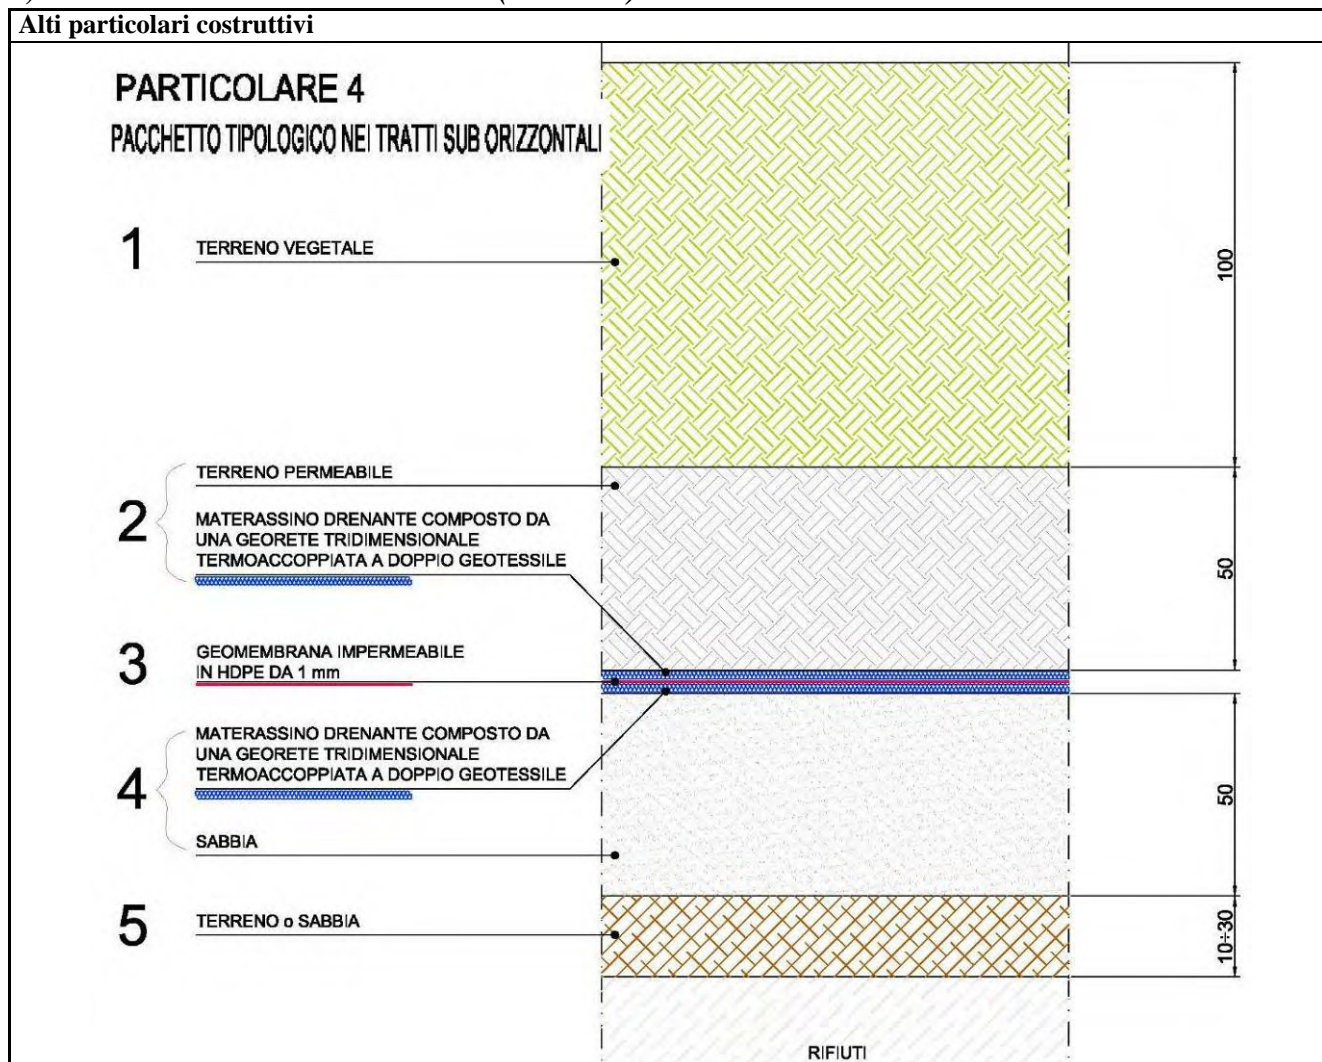 Alti particolari costruttivi
PARTICOLARE 4
PACCHETTO TIPOLOGICO NEI TRATTI SUB ORIZZONTALI
1
TERRENO VEGETALE
100
2
TERRENO PERMEABILE
MATERASSINO DRENANTE COMPOSTO DA
UNA GEORETE TRIDIMENSIONALE
TERMOACCOPPIATA A DOPPIO GEOTESSILE
50
3
GEOMEMBRANA IMPERMEABILE
IN HDPE DA 1 mm
4
MATERASSINO DRENANTE COMPOSTO DA
UNA GEORETE TRIDIMENSIONALE
TERMOACCOPPIATA A DOPPIO GEOTESSILE
SABBIA
50
5
TERRENO o SABBIA
10÷30
RIFIUTI